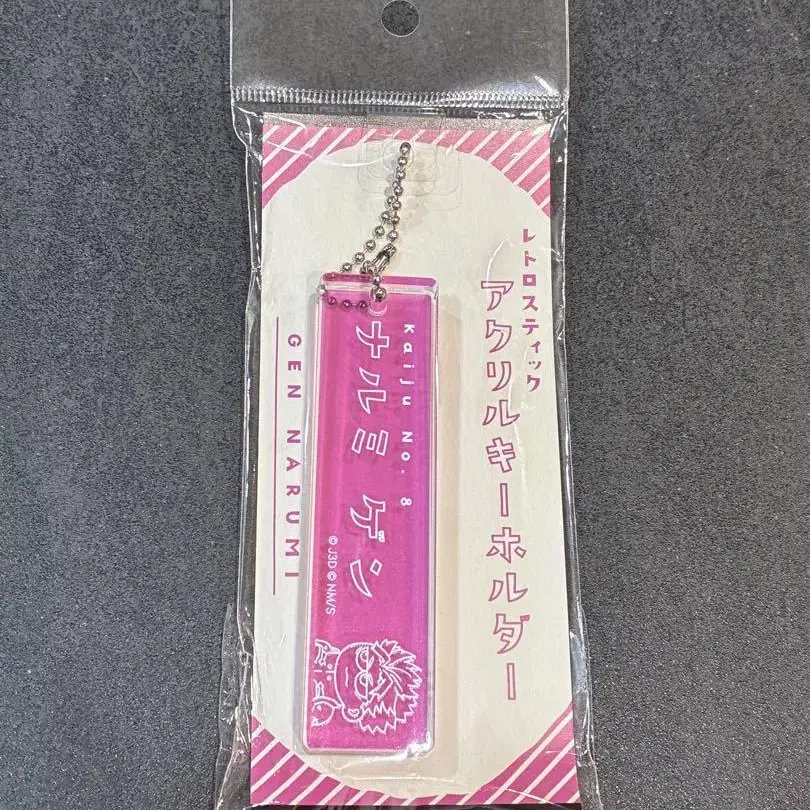 レトロスティック
アクリルキーホルダー
Kaiju No. 8
ナルミ ゲン
© J3D © NM/S
GEN NARUMI